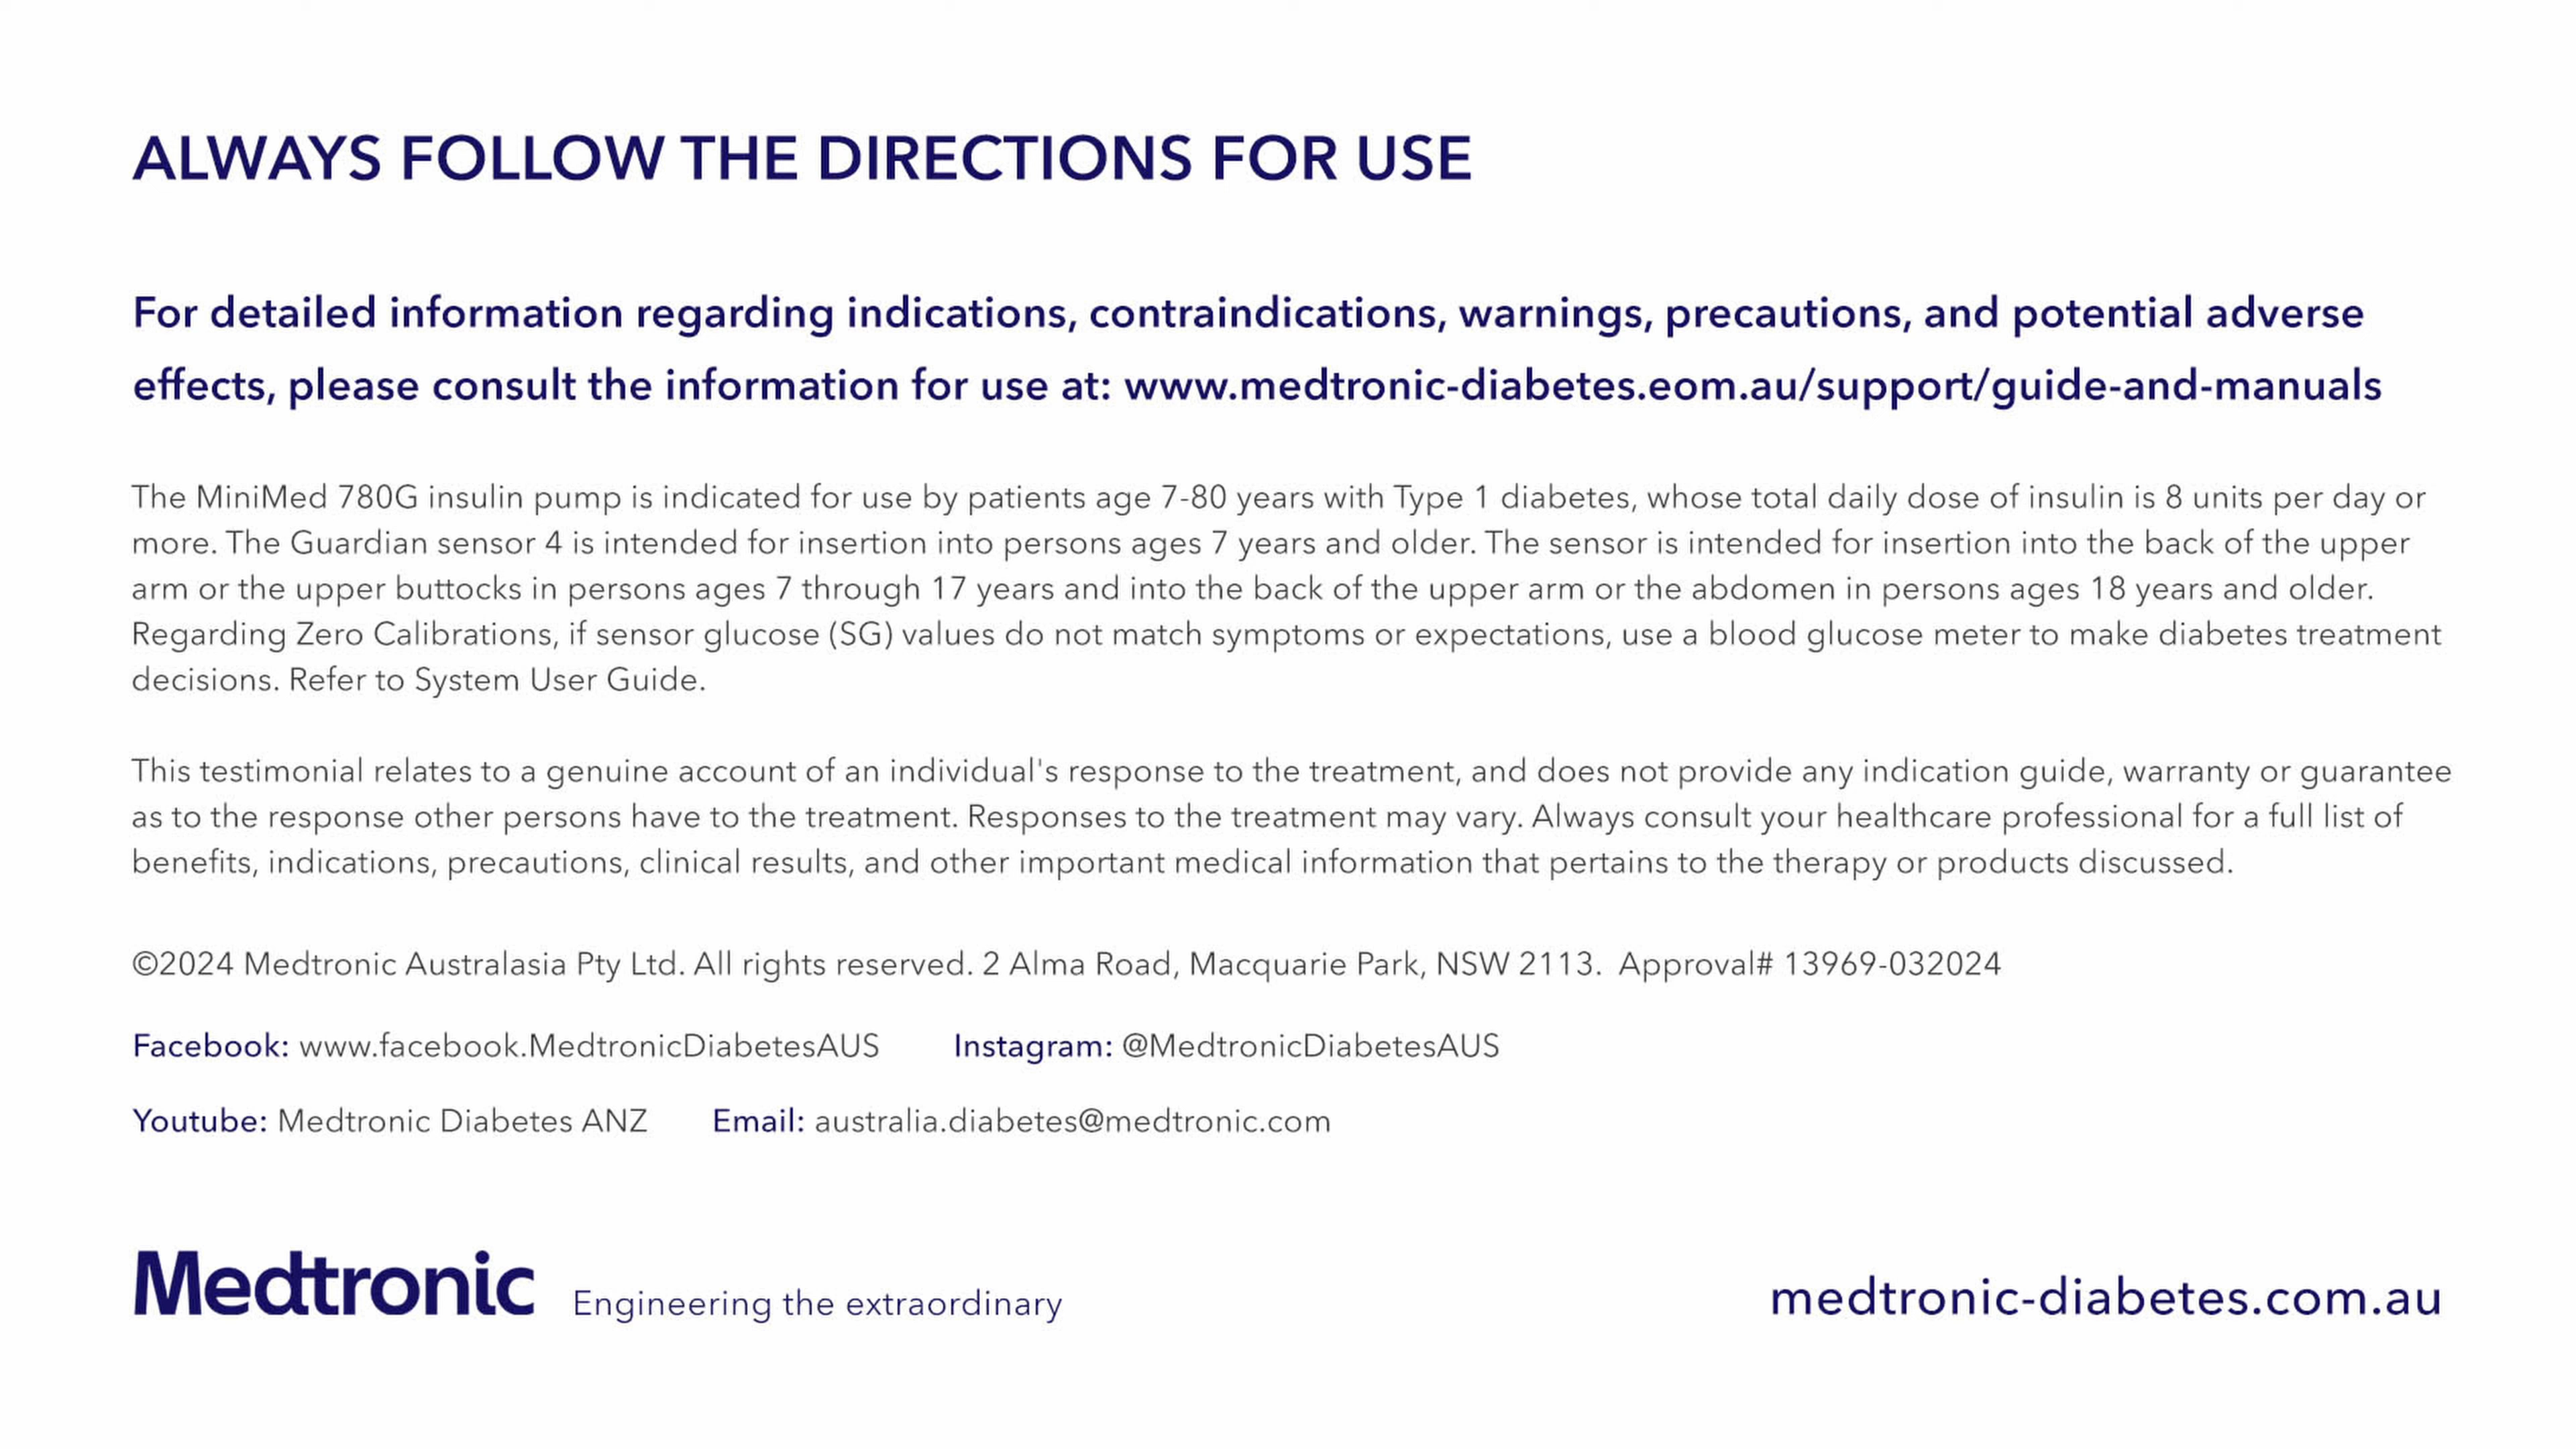 ALWAYS FOLLOW THE DIRECTIONS FOR USE
For detailed information regarding indications, contraindications, warnings, precautions, and potential adverse
effects, please consult the information for use at: www.medtronic-diabetes.eom.au/support/guide-and-manuals
The MiniMed 780G insulin pump is indicated for use by patients age 7-80 years with Type 1 diabetes, whose total daily dose of insulin is 8 units per day or
more. The Guardian sensor 4 is intended for insertion into persons ages 7 years and older. The sensor is intended for insertion into the back of the upper
arm or the upper buttocks in persons ages 7 through 17 years and into the back of the upper arm or the abdomen in persons ages 18 years and older.
Regarding Zero Calibrations, if sensor glucose (SG) values do not match symptoms or expectations, use a blood glucose meter to make diabetes treatment
decisions. Refer to System User Guide.
This testimonial relates to a genuine account of an individual's response to the treatment, and does not provide any indication guide, warranty or guarantee
as to the response other persons have to the treatment. Responses to the treatment may vary. Always consult your healthcare professional for a full list of
benefits, indications, precautions, clinical results, and other important medical information that pertains to the therapy or products discussed.
©2024 Medtronic Australasia Pty Ltd. All rights reserved. 2 Alma Road, Macquarie Park, NSW 2113. Approval# 13969-032024
Facebook: www.facebook.MedtronicDiabetesAUS Instagram: @MedtronicDiabetesAUS
Youtube: Medtronic Diabetes ANZ Email: australia.diabetes@medtronic.com
Medtronic Engineering the extraordinary medtronic-diabetes.com.au